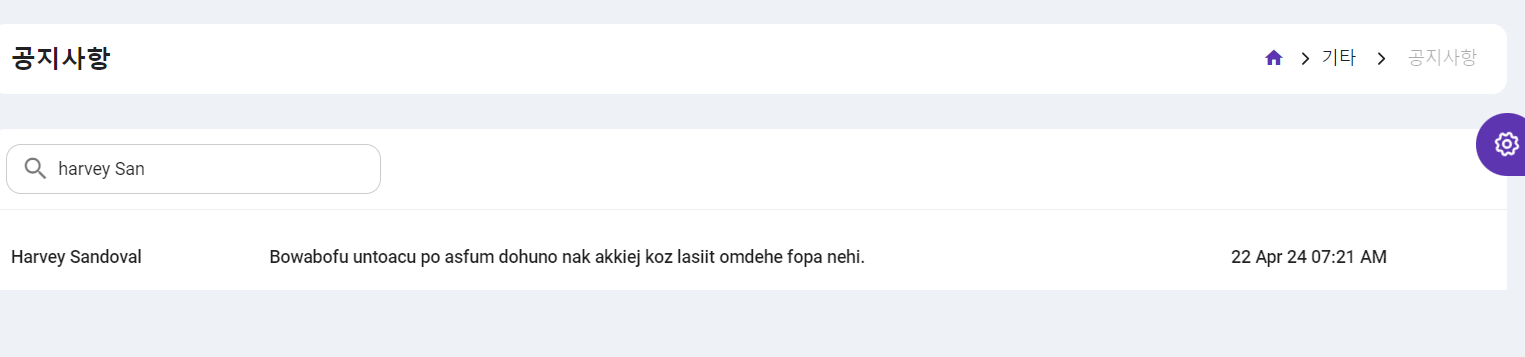 공지사항
기타 공지사항
harvey San
Harvey Sandoval Bowabofu untoacu po asfum dohuno nak akkiej koz lasiit omdehe fopa nehi. 22 Apr 24 07:21 AM